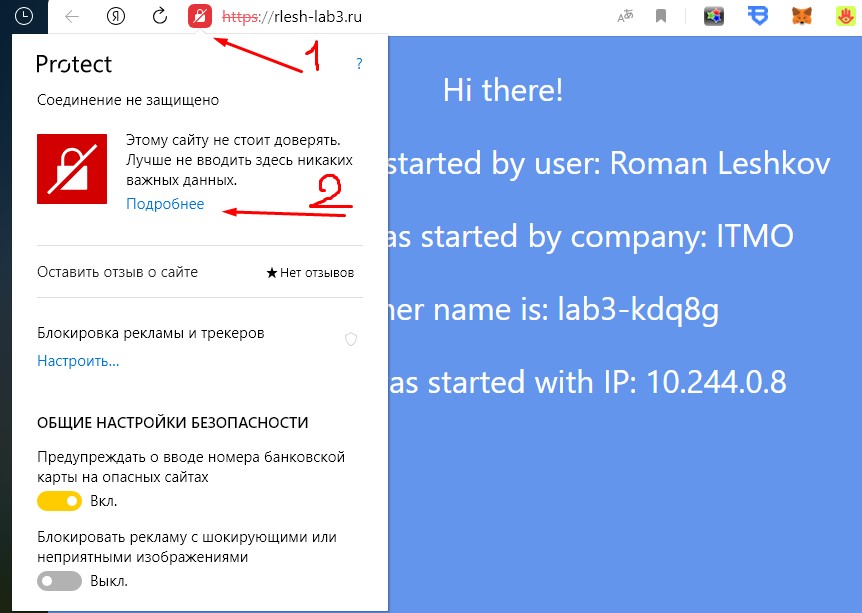 https://rlesh-lab3.ru
1
Protect
?
Соединение не защищено
Этому сайту не стоит доверять.
Лучше не вводить здесь никаких
важных данных.
Подробнее
2
Оставить отзыв о сайте
★ Нет отзывов
Блокировка рекламы и трекеров
Настроить...
ОБЩИЕ НАСТРОЙКИ БЕЗОПАСНОСТИ
Предупреждать о вводе номера банковской
карты на опасных сайтах
Вкл.
Блокировать рекламу с шокирующими или
неприятными изображениями
Выкл.
Hi there!
started by user: Roman Leshkov
as started by company: ITMO
ner name is: lab3-kdq8g
as started with IP: 10.244.0.8